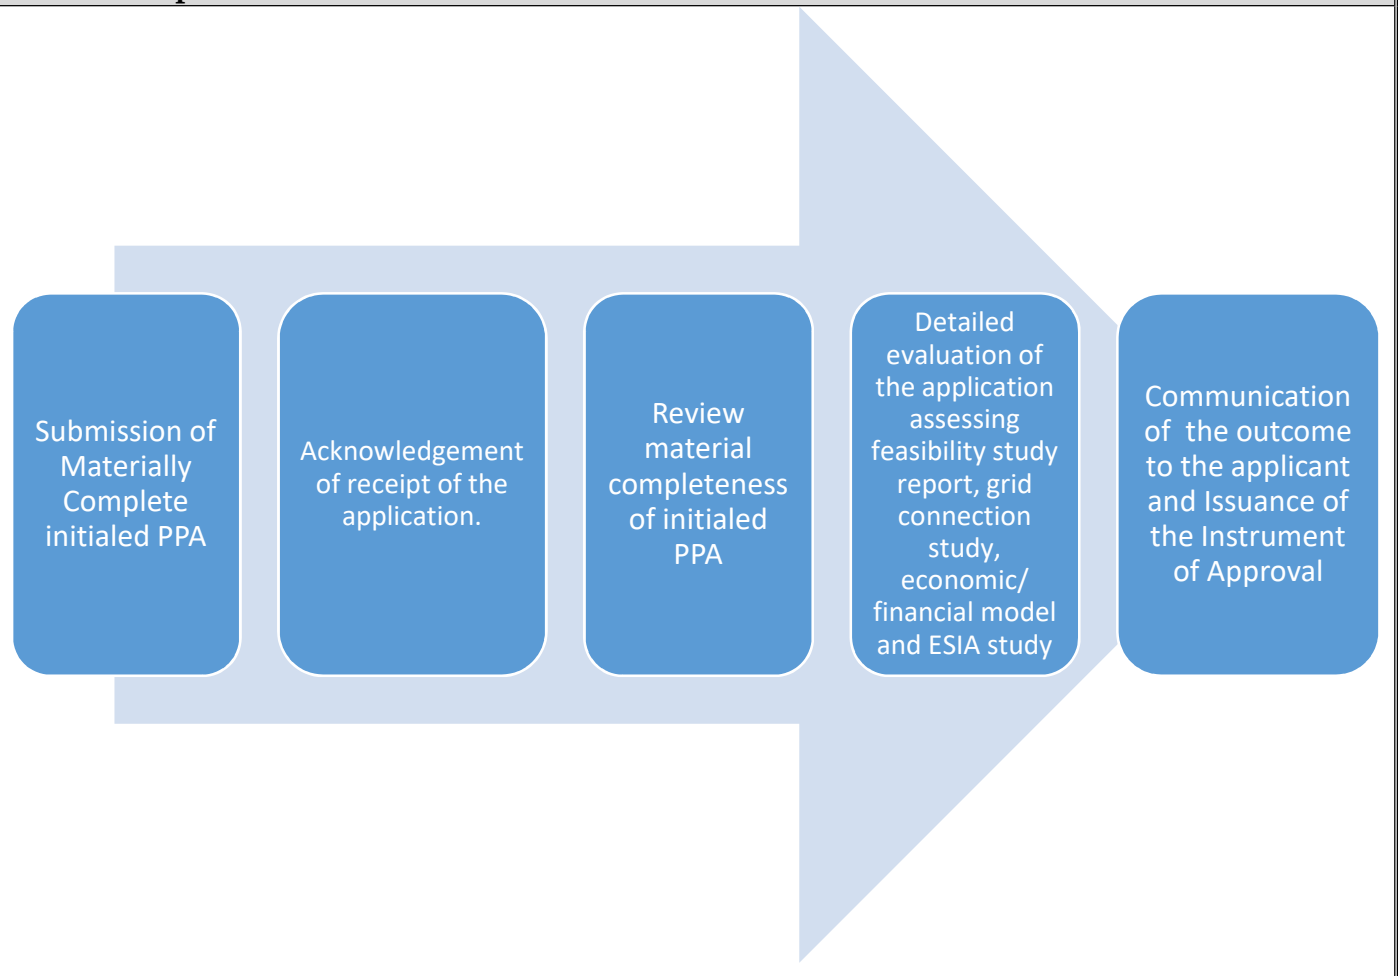 Submission of
Materially
Complete
initialed PPA
Acknowledgement
of receipt of the
application.
Review
material
completeness
of initialed
PPA
Detailed
evaluation of
the application
assessing
feasibility study
report, grid
connection
study,
economic/
financial model
and ESIA study
Communication
of the outcome
to the applicant
and Issuance of
the Instrument
of Approval